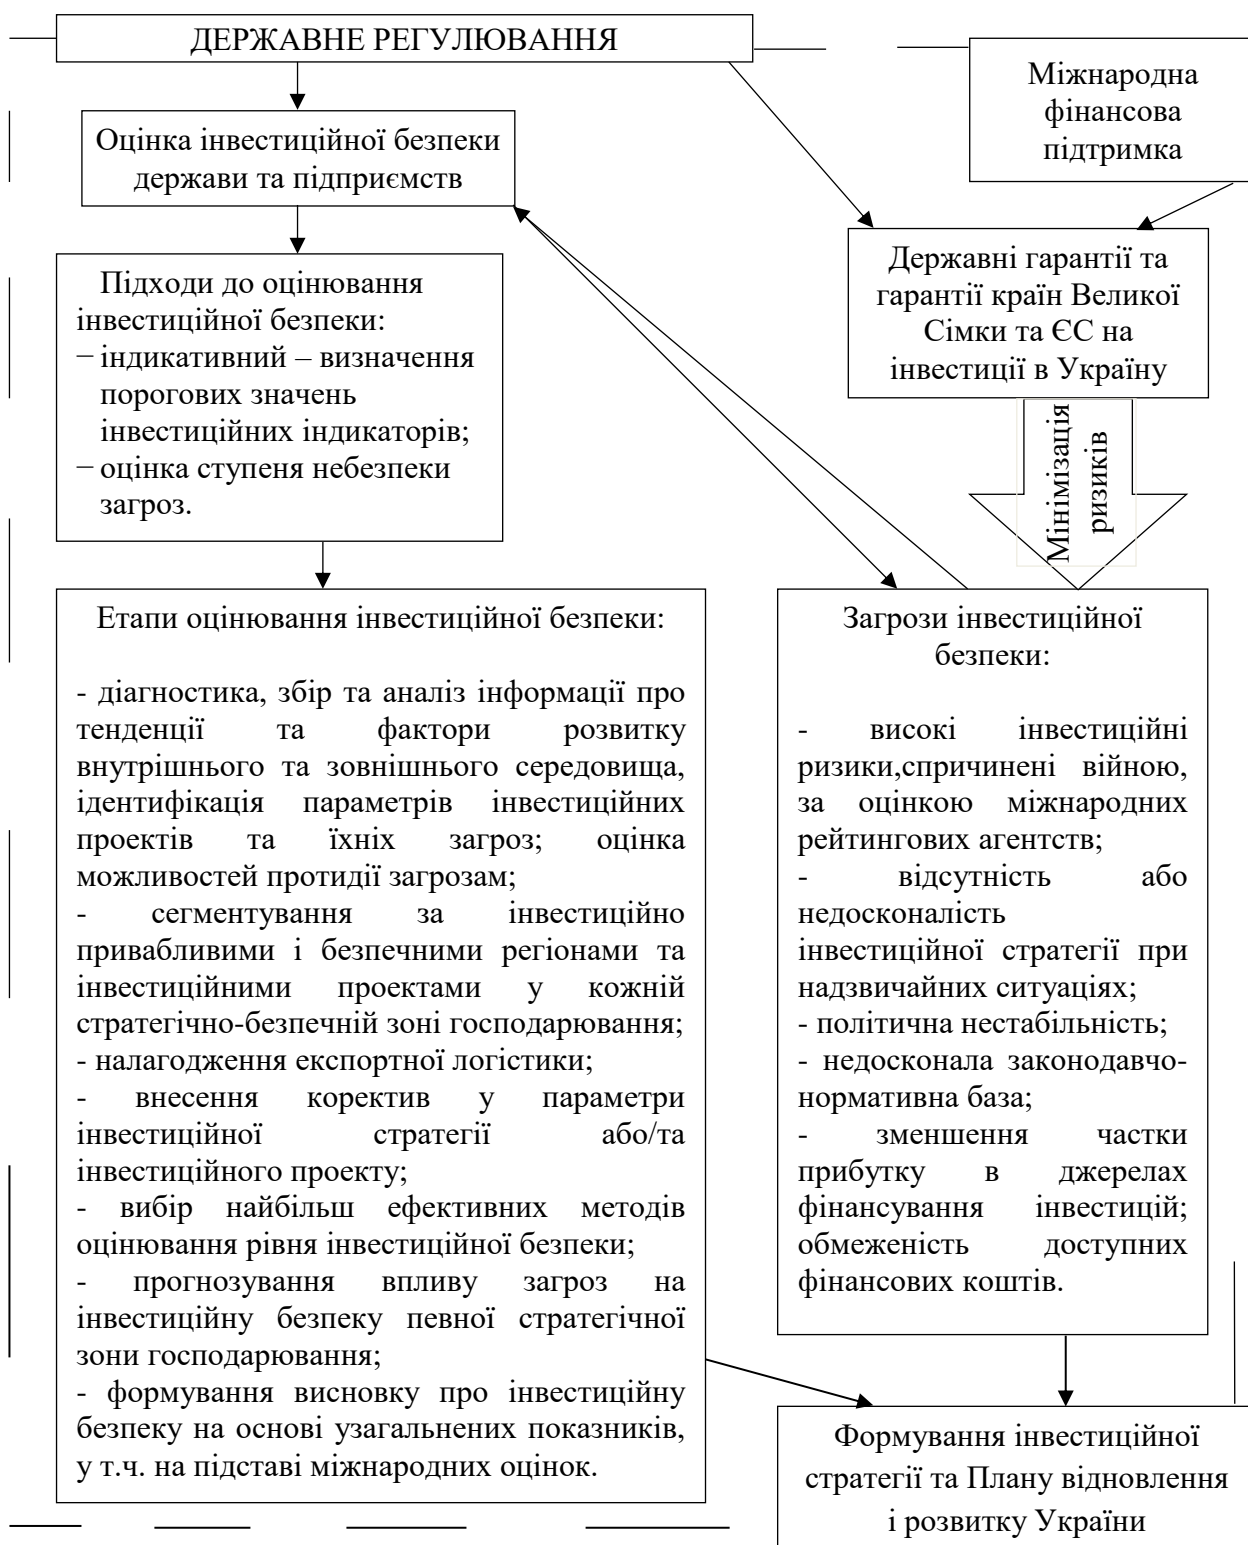 ДЕРЖАВНЕ РЕГУЛЮВАННЯ
Міжнародна
фінансова
підтримка
Оцінка інвестиційної безпеки
держави та підприємств
Державні гарантії та
гарантії країн Великої
Сімки та ЄС на
інвестиції в Україну
Підходи до оцінювання
інвестиційної безпеки:
− індикативний – визначення
порогових значень
інвестиційних індикаторів;
− оцінка ступеня небезпеки
загроз.
Мінімізація
ризиків
Етапи оцінювання інвестиційної безпеки:
- діагностика, збір та аналіз інформації про
тенденції та фактори розвитку
внутрішнього та зовнішнього середовища,
ідентифікація параметрів інвестиційних
проектів та їхніх загроз; оцінка
можливостей протидії загрозам;
- сегментування за інвестиційно
привабливими і безпечними регіонами та
інвестиційними проектами у кожній
стратегічно-безпечній зоні господарювання;
- налагодження експортної логістики;
- внесення коректив у параметри
інвестиційної стратегії або/та
інвестиційного проекту;
- вибір найбільш ефективних методів
оцінювання рівня інвестиційної безпеки;
- прогнозування впливу загроз на
інвестиційну безпеку певної стратегічної
зони господарювання;
- формування висновку про інвестиційну
безпеку на основі узагальнених показників,
у т.ч. на підставі міжнародних оцінок.
Загрози інвестиційної
безпеки:
- високі інвестиційні
ризики,спричинені війною,
за оцінкою міжнародних
рейтингових агентств;
- відсутність або
недосконалість
інвестиційної стратегії при
надзвичайних ситуаціях;
- політична нестабільність;
- недосконала законодавчо-
нормативна база;
- зменшення частки
прибутку в джерелах
фінансування інвестицій;
обмеженість доступних
фінансових коштів.
Формування інвестиційної
стратегії та Плану відновлення
і розвитку України